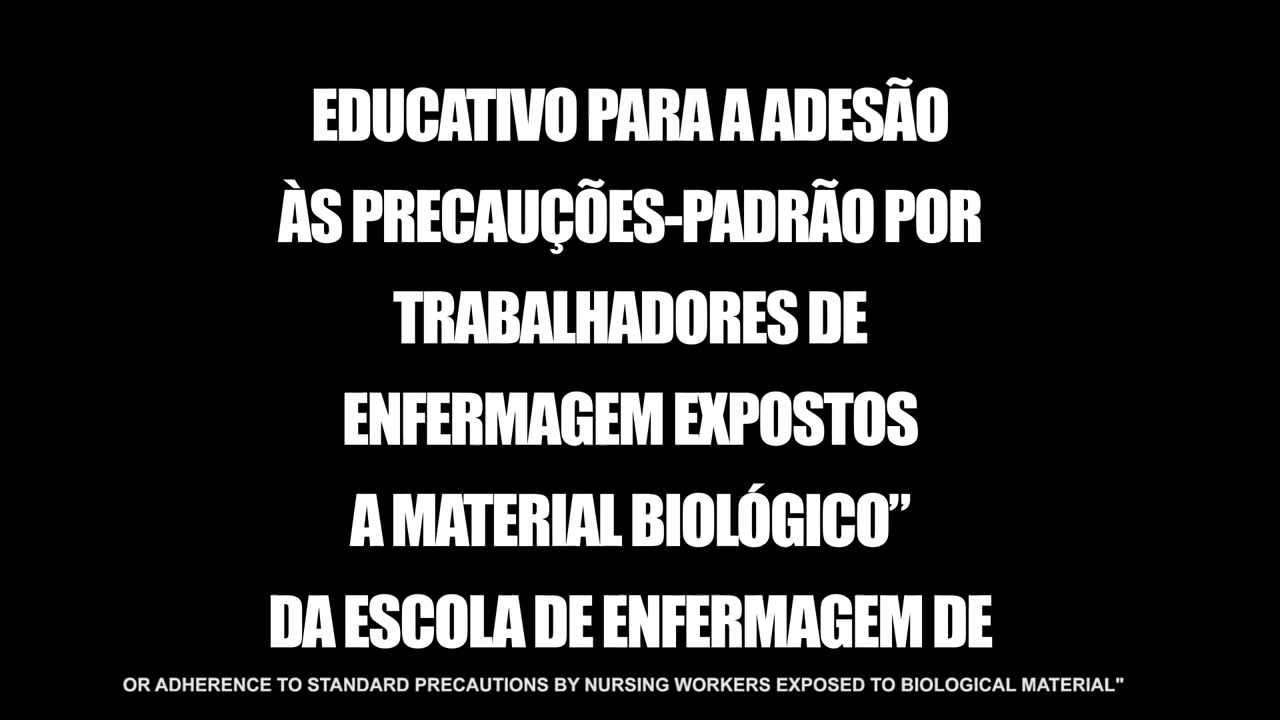 EDUCATIVO PARA A ADESÃO
ÀS PRECAUÇÕES-PADRÃO POR
TRABALHADORES DE
ENFERMAGEM EXPOSTOS
A MATERIAL BIOLÓGICO”
DA ESCOLA DE ENFERMAGEM DE
OR ADHERENCE TO STANDARD PRECAUTIONS BY NURSING WORKERS EXPOSED TO BIOLOGICAL MATERIAL"